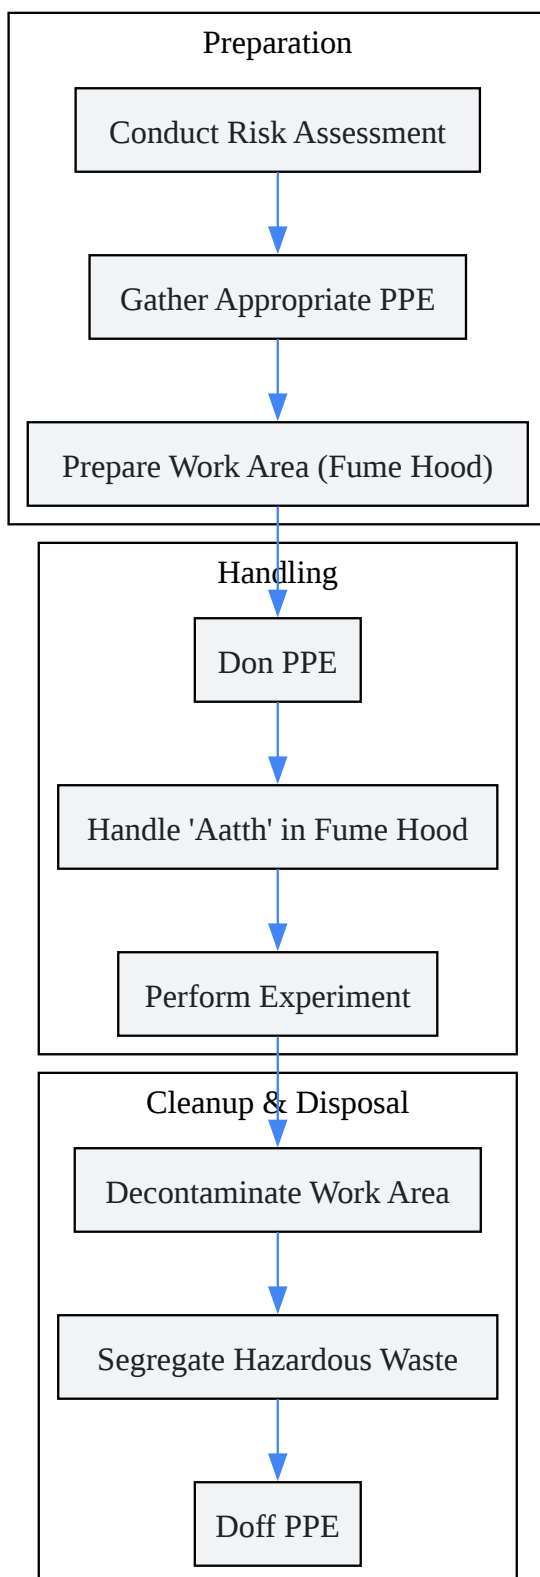 Preparation
Conduct Risk Assessment
Gather Appropriate PPE
Prepare Work Area (Fume Hood)
Handling
Don PPE
Handle 'Aatth' in Fume Hood
Perform Experiment
Cleanup & Disposal
Decontaminate Work Area
Segregate Hazardous Waste
Doff PPE